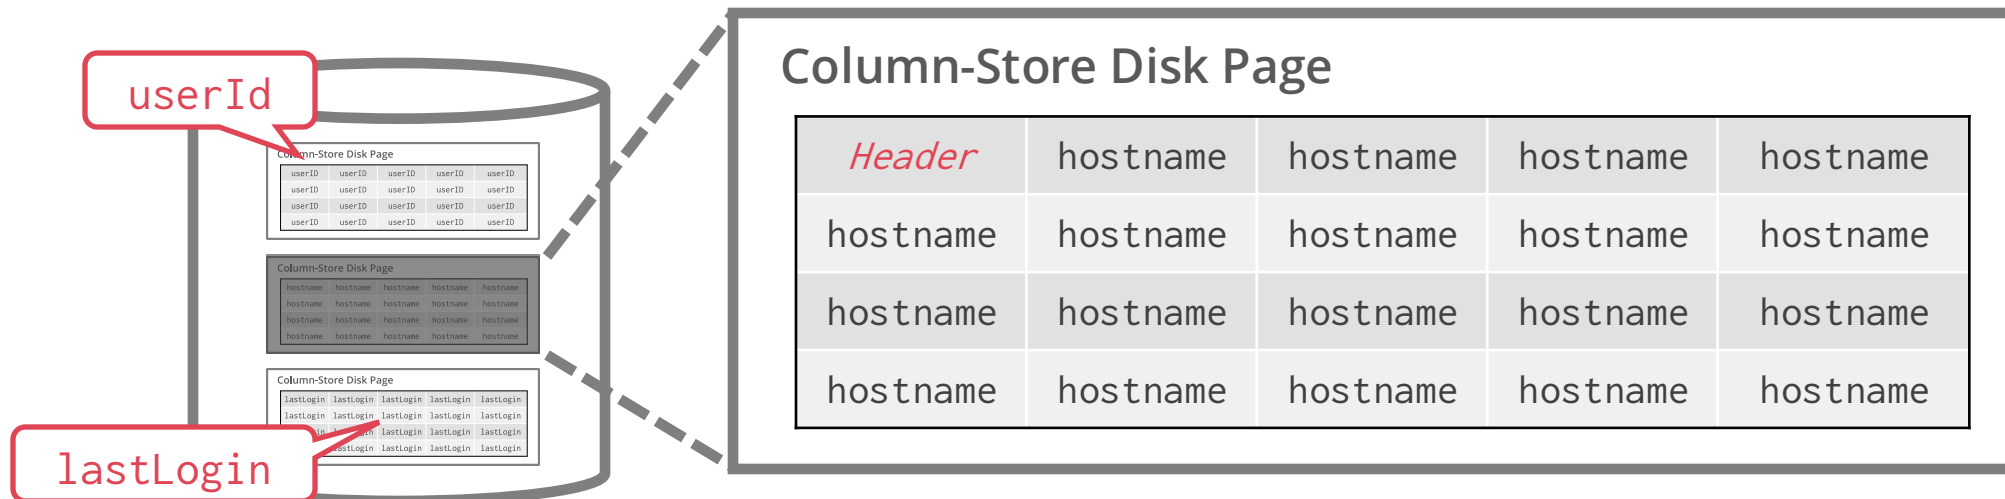 userId
Column-Store Disk Page
userID userID userID userID userID
userID userID userID userID userID
userID userID userID userID userID
userID userID userID userID userID
Column-Store Disk Page
hostname hostname hostname hostname hostname
hostname hostname hostname hostname hostname
hostname hostname hostname hostname hostname
hostname hostname hostname hostname hostname
Column-Store Disk Page
lastLogin lastLogin lastLogin lastLogin lastLogin
lastLogin lastLogin lastLogin lastLogin lastLogin
lastLogin lastLogin lastLogin
lastLogin lastLogin lastLogin
lastLogin
Column-Store Disk Page
Header hostname hostname hostname hostname
hostname hostname hostname hostname hostname
hostname hostname hostname hostname hostname
hostname hostname hostname hostname hostname